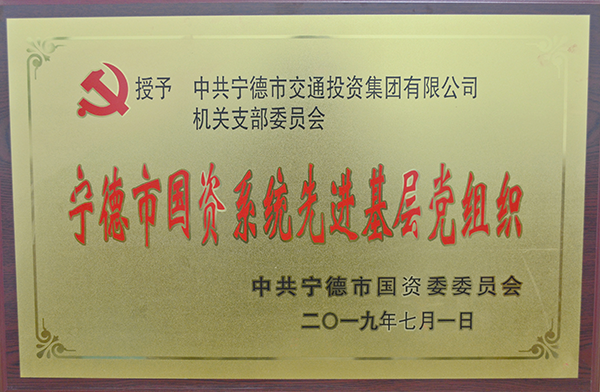 授予 中共宁德市交通投资集团有限公司
机关支部委员会
宁德市国资系统先进基层党组织
中共宁德市国资委委员会
二〇一九年七月一日